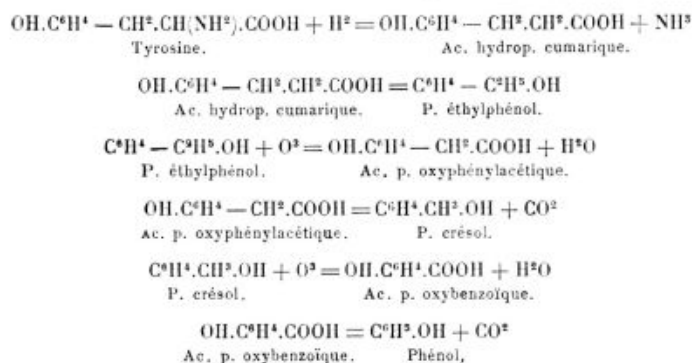 OH.C⁶H⁴ — CH².CH(NH²).COOH + H² = OH.C⁶H⁴ — CH².CH².COOH + NH³
Tyrosine. Ac. hydrop. cumarique.
OH.C⁶H⁴ — CH².CH².COOH = C⁶H⁴ — C²H⁵.OH
Ac. hydrop. cumarique. P. éthylphénol.
C⁶H⁴ — C²H⁵.OH + O³ = OH.C⁶H⁴ — CH².COOH + H²O
P. éthylphénol. Ac. p. oxyphénylacétique.
OH.C⁶H⁴ — CH².COOH = C⁶H⁴.CH³.OH + CO²
Ac. p. oxyphénylacétique. P. crésol.
C⁶H⁴.CH³.OH + O³ = OH.C⁶H⁴.COOH + H²O
P. crésol. Ac. p. oxybenzoïque.
OH.C⁶H⁴.COOH = C⁶H⁵.OH + CO²
Ac. p. oxybenzoïque. Phénol,